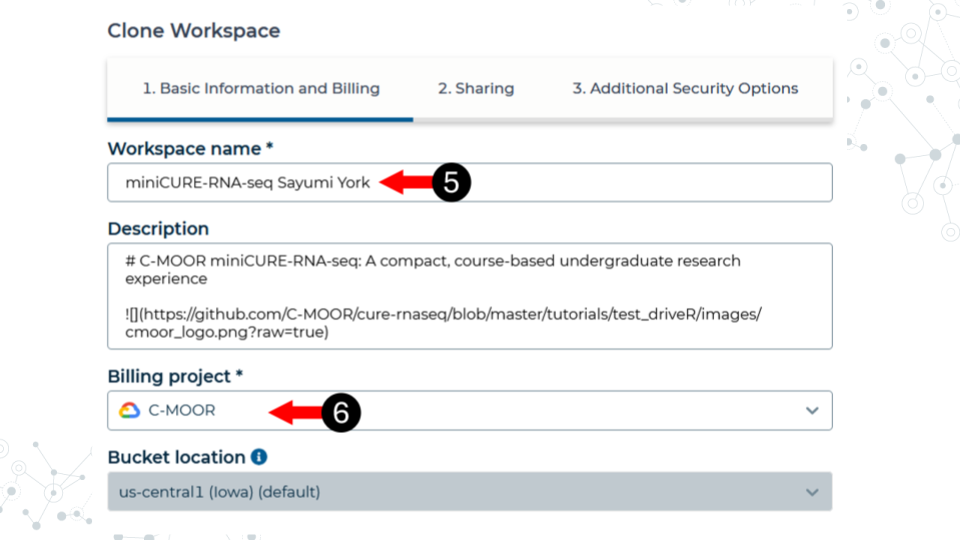 Clone Workspace
1. Basic Information and Billing 2. Sharing 3. Additional Security Options
Workspace name *
miniCURE-RNA-seq Sayumi York 5
Description
# C-MOOR miniCURE-RNA-seq: A compact, course-based undergraduate research
experience
![](https://github.com/C-MOOR/cure-rnaseq/blob/master/tutorials/test_driveR/images/
cmoor_logo.png?raw=true)
Billing project *
C-MOOR 6
Bucket location i
us-central1 (Iowa) (default)